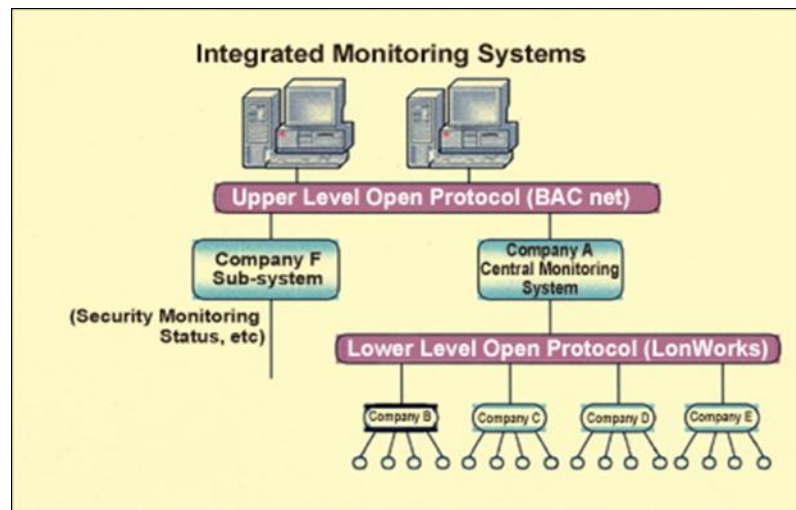 Integrated Monitoring Systems
Upper Level Open Protocol (BAC net)
Company F
Sub-system
Company A
Central Monitoring
System
(Security Monitoring
Status, etc)
Lower Level Open Protocol (LonWorks)
Company B
Company C
Company D
Company E